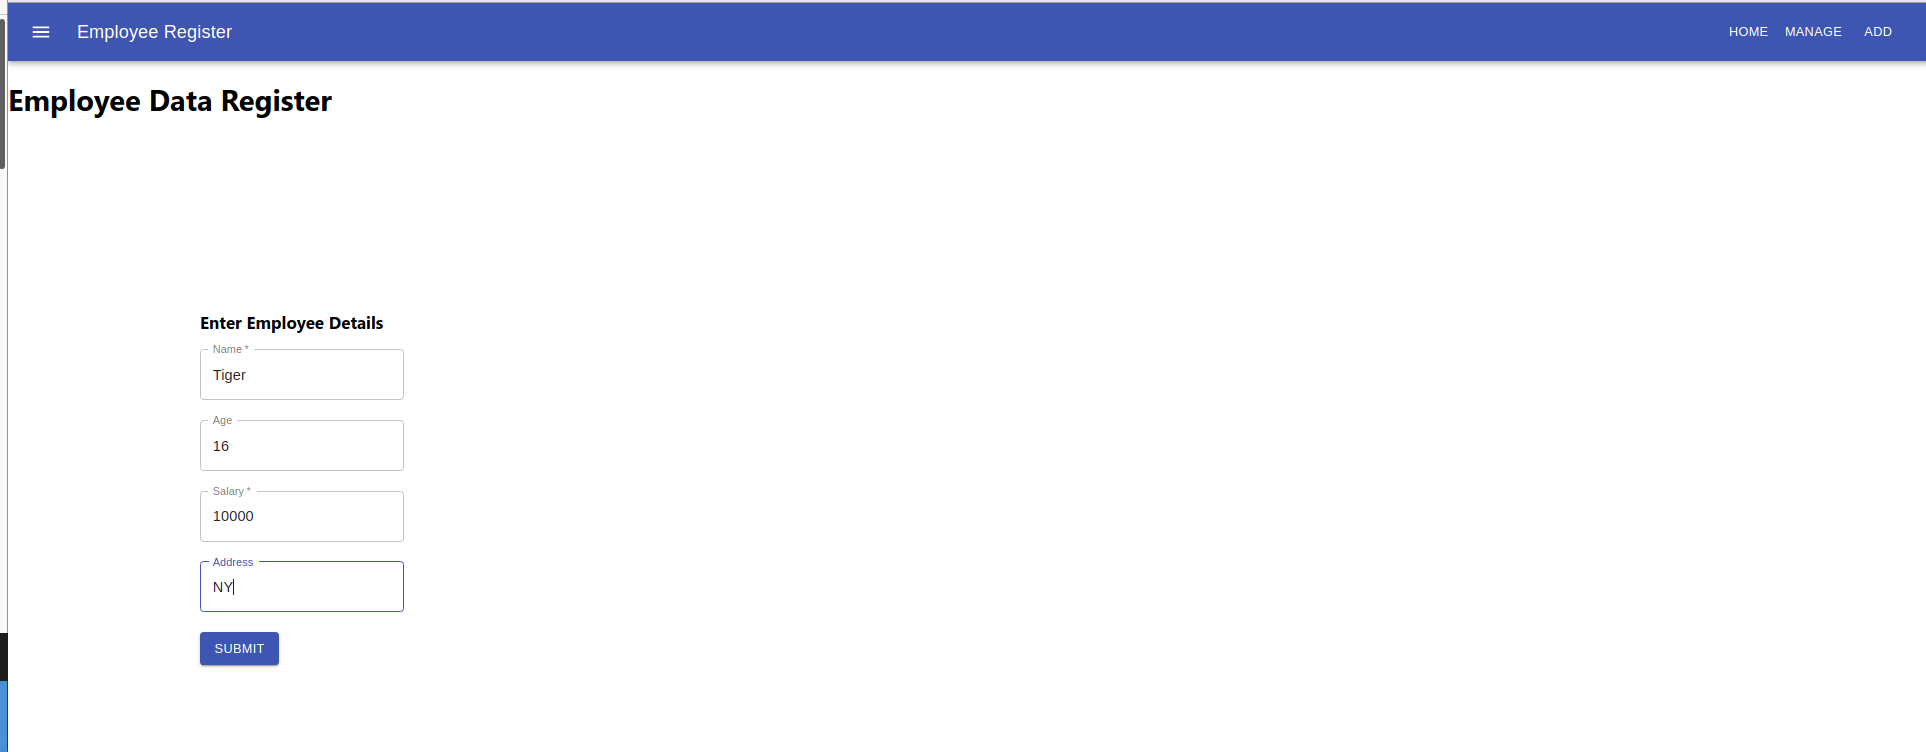 Employee Register HOME MANAGE ADD
Employee Data Register
Enter Employee Details
Name *
Tiger
Age
16
Salary *
10000
Address
NY
SUBMIT